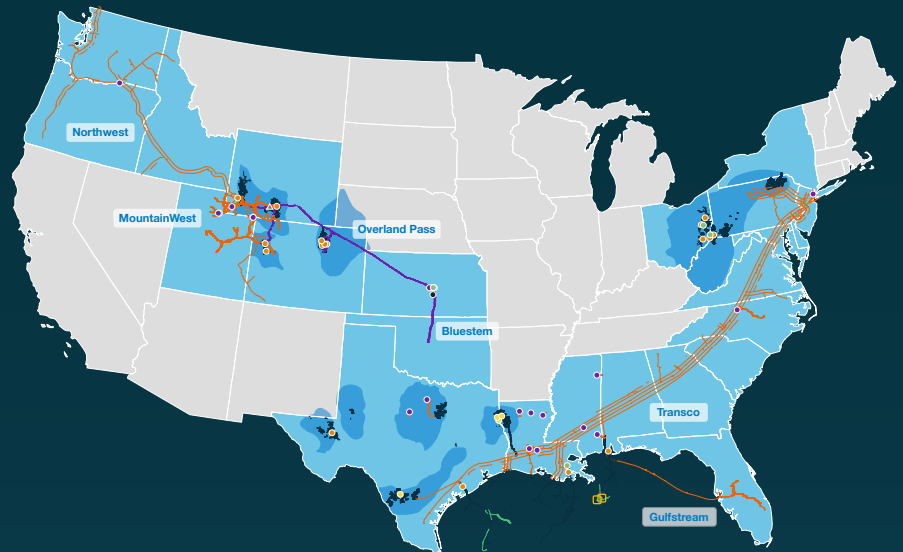 Northwest
MountainWest
Overland Pass
Bluestem
Transco
Gulfstream